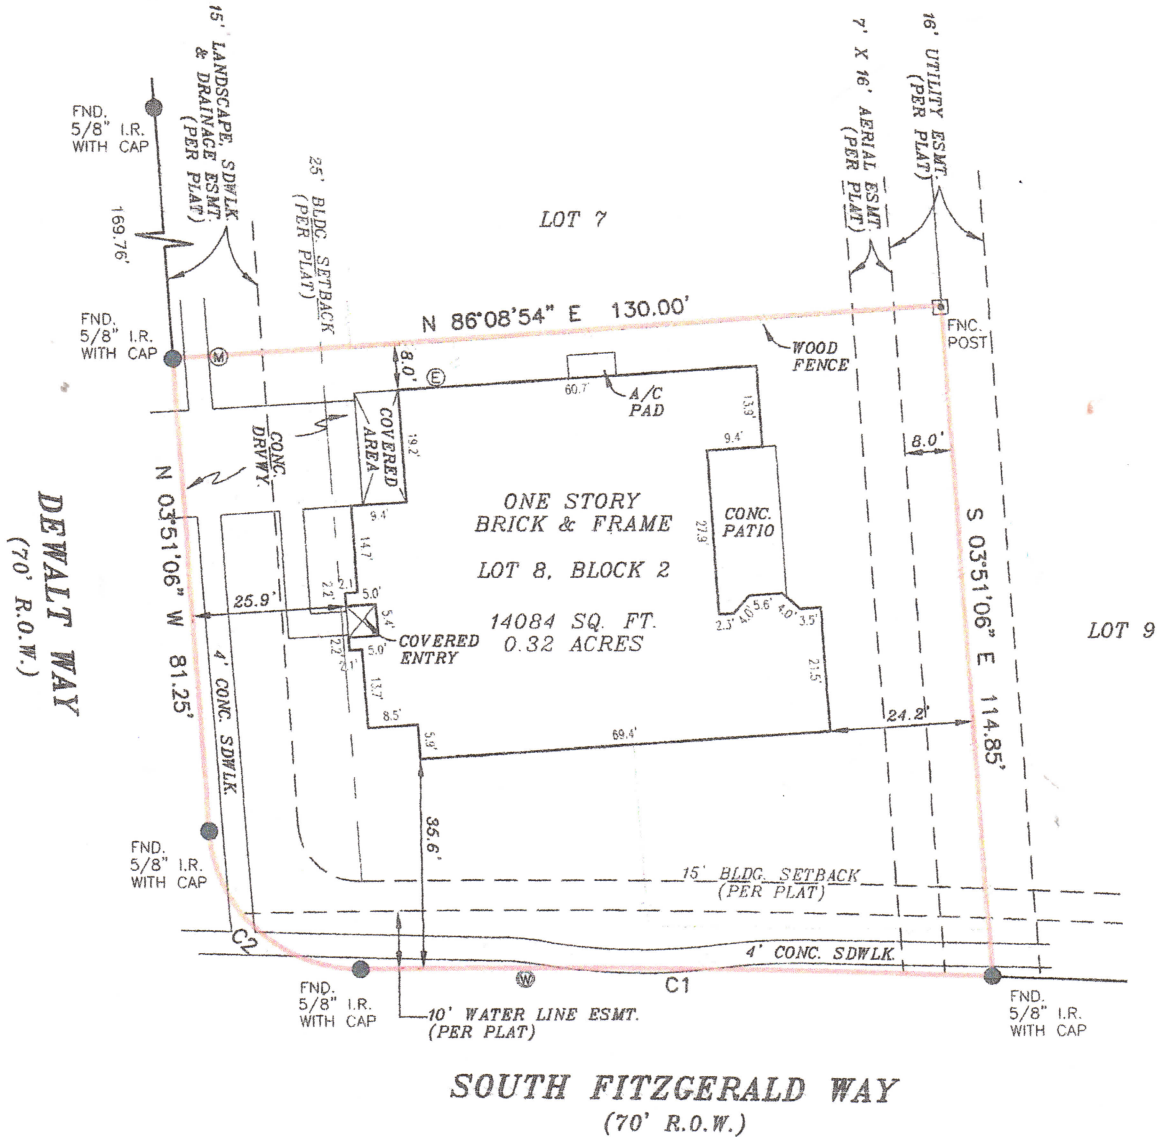 15' LANDSCAPE, SDWLK.
& DRAINAGE ESMT.
(PER PLAT)
7' X 16' AERIAL ESMT.
(PER PLAT)
16' UTILITY ESMT.
(PER PLAT)
FND.
5/8" I.R.
WITH CAP
169.76'
25' BLDG. SETBACK
(PER PLAT)
LOT 7
FND.
5/8" I.R.
WITH CAP
M
N 86°08'54" E 130.00'
FNC.
POST
WOOD
FENCE
8.0'
E
60.7'
A/C
PAD
13.9'
9.4'
8.0'
COVERED
AREA
19.2'
CONC.
DRVWY.
9.4'
ONE STORY
BRICK & FRAME
LOT 8, BLOCK 2
14084 SQ. FT.
0.32 ACRES
CONC.
PATIO
27.9'
N 03°51'06" W 81.25'
S 03°51'06" E 114.85'
DEWALT WAY
(70' R.O.W.)
14.7'
2.1'
2.2'
5.0'
5.4'
25.9'
COVERED
ENTRY
2.2'
2.1'
5.0'
2.3'
4.0'
5.6'
4.0'
3.5'
LOT 9
13.7'
8.5'
5.9'
69.4'
21.5'
24.2'
4' CONC. SDWLK.
35.6'
FND.
5/8" I.R.
WITH CAP
15' BLDG. SETBACK
(PER PLAT)
C2
4' CONC. SDWLK.
FND.
5/8" I.R.
WITH CAP
W
C1
10' WATER LINE ESMT.
(PER PLAT)
FND.
5/8" I.R.
WITH CAP
SOUTH FITZGERALD WAY
(70' R.O.W.)